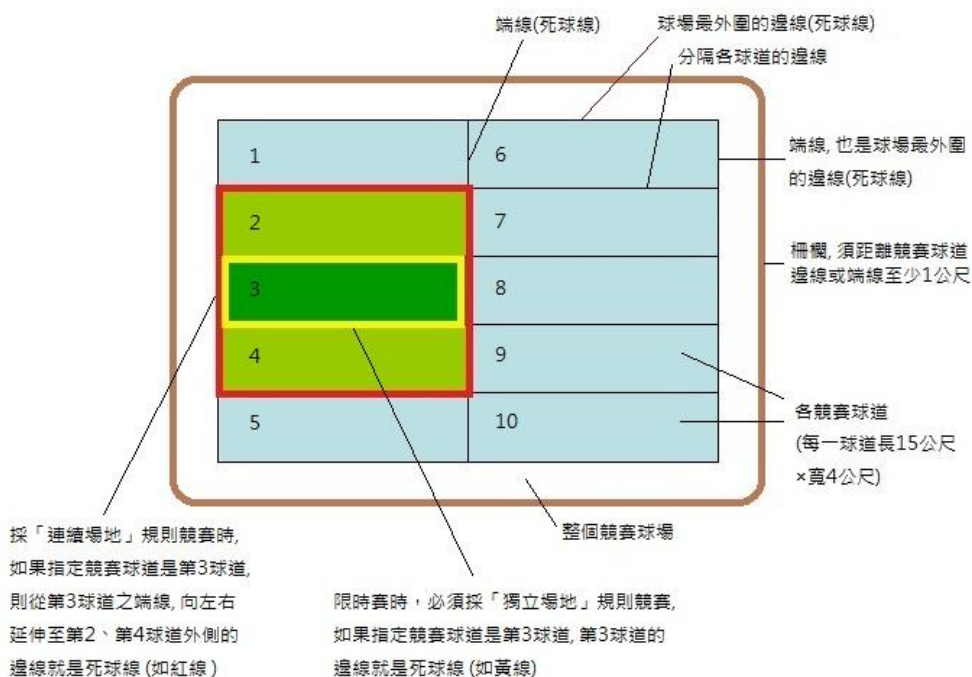 端線(死球線)
球場最外圍的邊線(死球線)
分隔各球道的邊線
1
6
端線, 也是球場最外圍
的邊線(死球線)
2
7
柵欄, 須距離競賽球道
邊線或端線至少1公尺
3
8
4
9
各競賽球道
(每一球道長15公尺
×寬4公尺)
5
10
整個競賽球場
採「連續場地」規則競賽時,
如果指定競賽球道是第3球道,
則從第3球道之端線, 向左右
延伸至第2、第4球道外側的
邊線就是死球線 (如紅線 )
限時賽時，必須採「獨立場地」規則競賽,
如果指定競賽球道是第3球道, 第3球道的
邊線就是死球線 (如黃線)